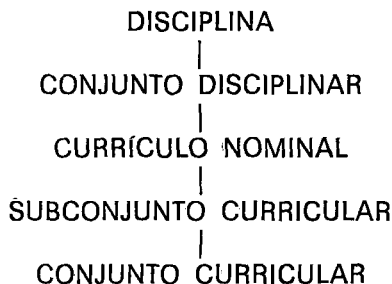 DISCIPLINA
CONJUNTO DISCIPLINAR
CURRÍCULO NOMINAL
SUBCONJUNTO CURRICULAR
CONJUNTO CURRICULAR